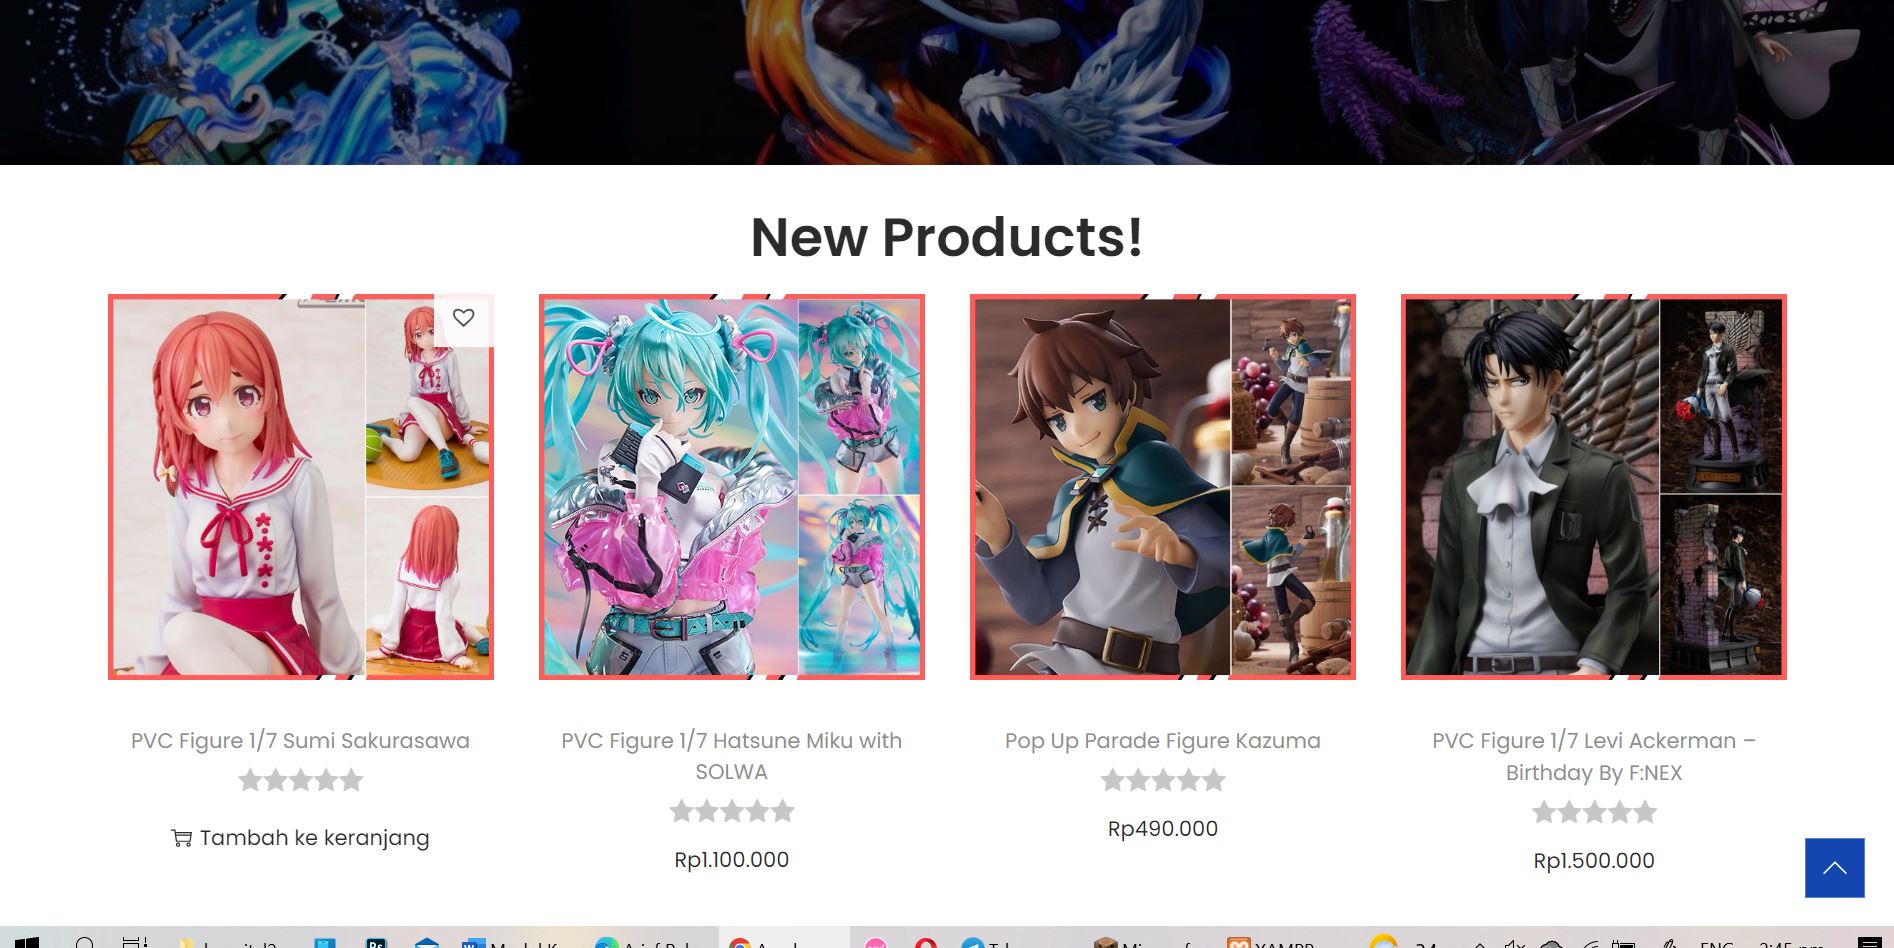 New Products!
PVC Figure 1/7 Sumi Sakurasawa
Tambah ke keranjang
PVC Figure 1/7 Hatsune Miku with
SOLWA
Rp1.100.000
Pop Up Parade Figure Kazuma
Rp490.000
PVC Figure 1/7 Levi Ackerman –
Birthday By F:NEX
Rp1.500.000